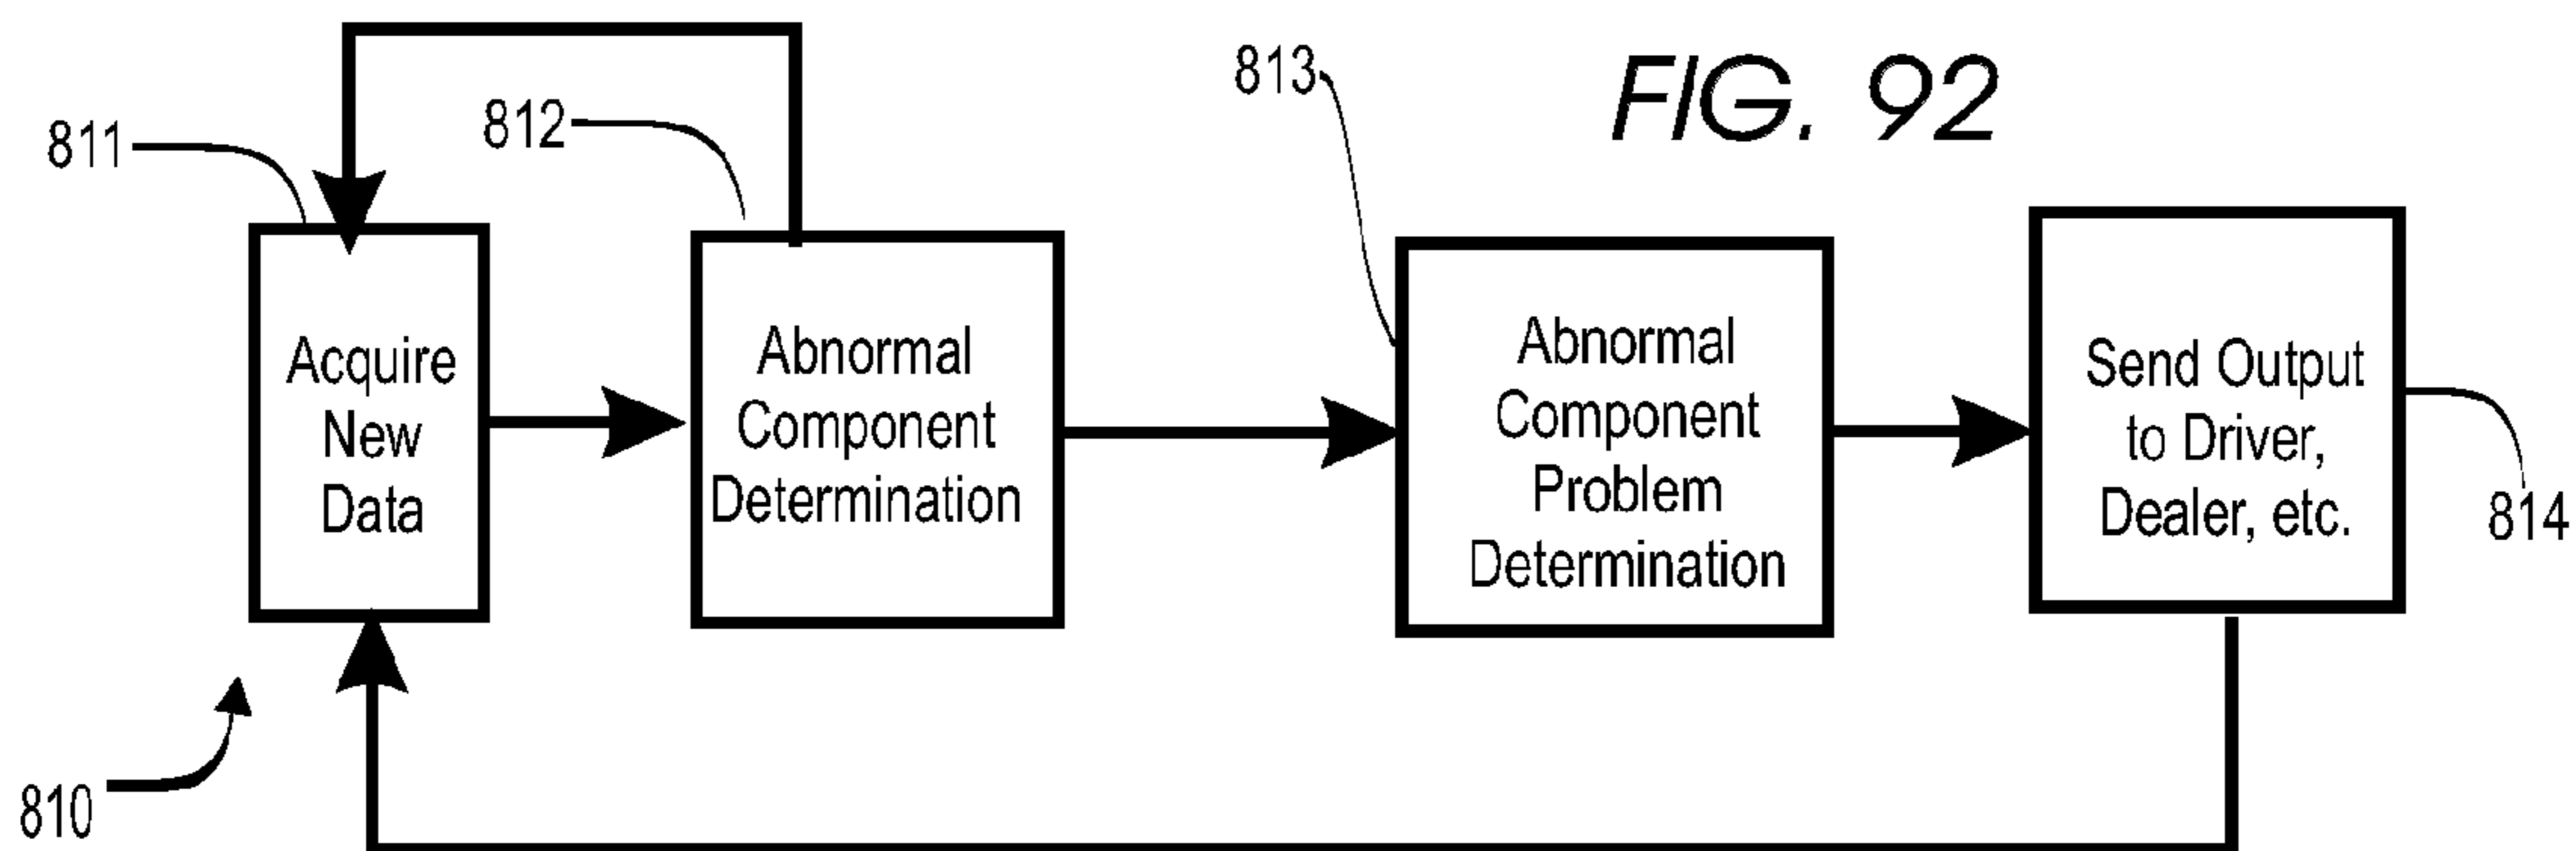 FIG. 92
811
812
813
Acquire
New
Data
Abnormal
Component
Determination
Abnormal
Component
Problem
Determination
Send Output
to Driver,
Dealer, etc.
814
810